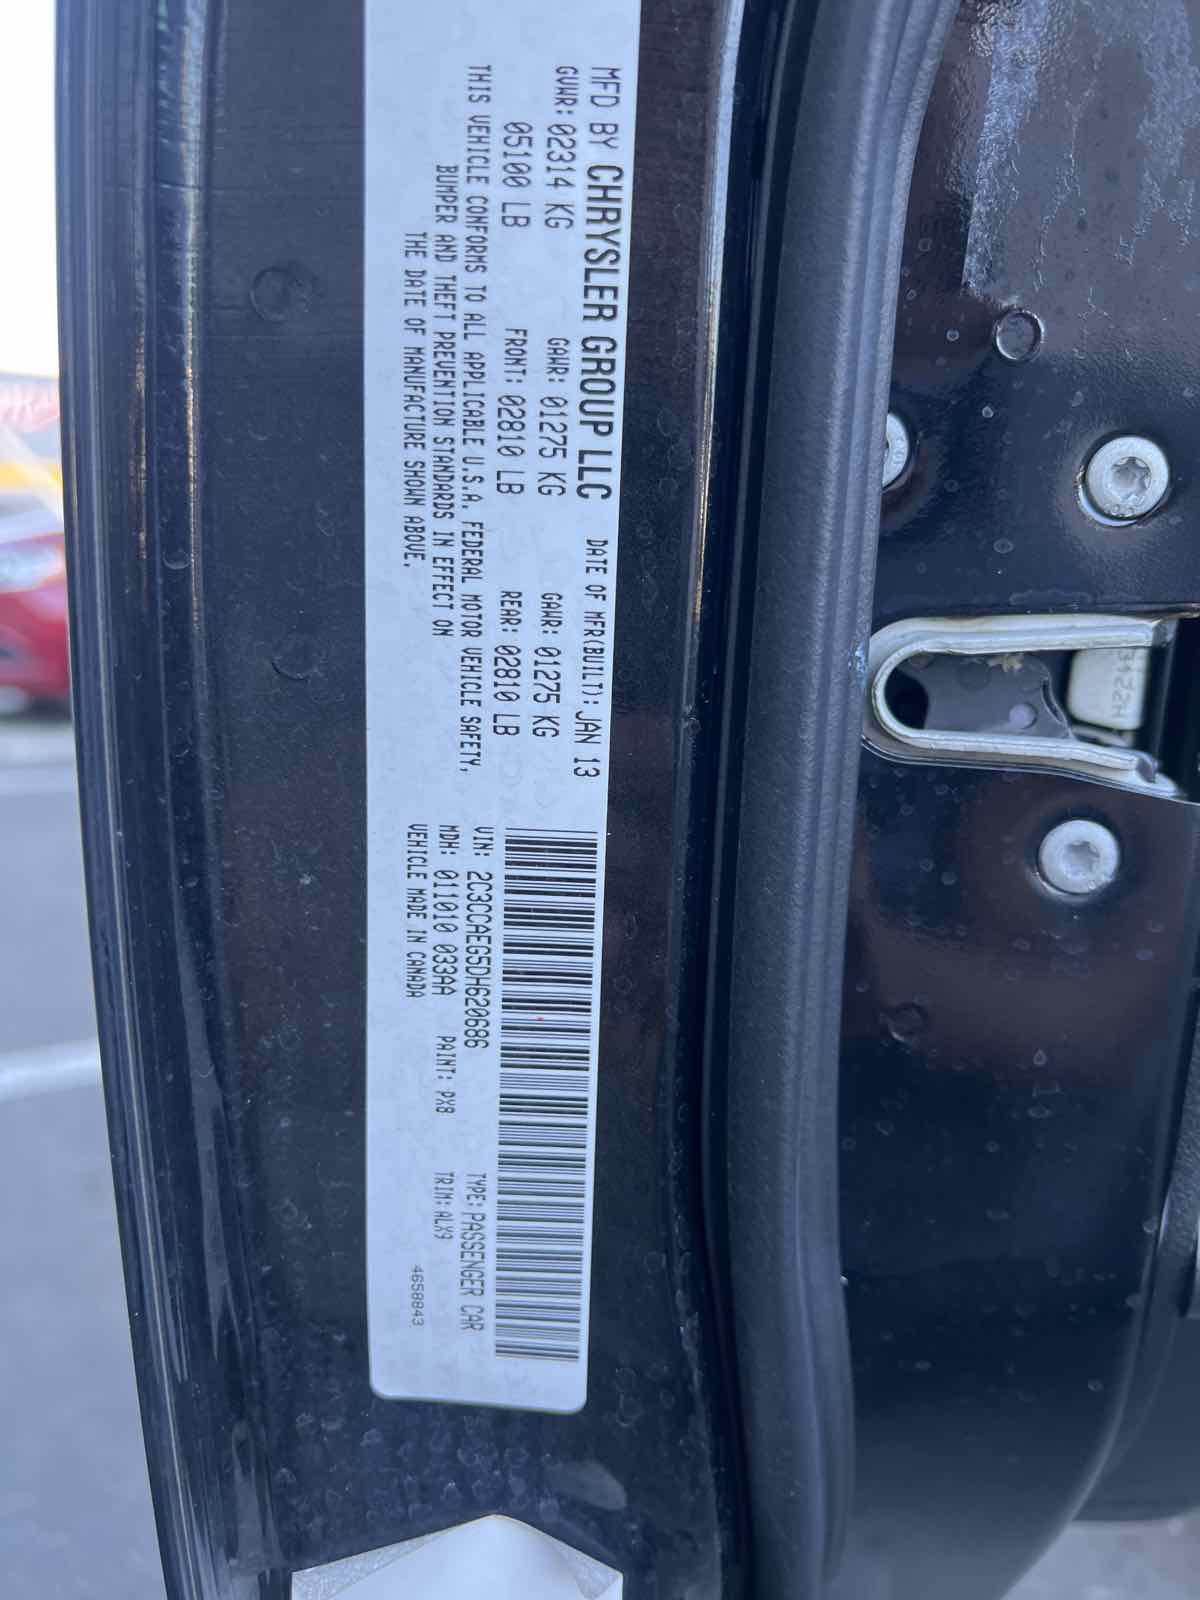 MFD BY CHRYSLER GROUP LLC DATE OF MFR(BUILT): JAN 13
GVWR: 02314 KG GAWR: 01275 KG GAWR: 01275 KG
05100 LB FRONT: 02810 LB REAR: 02810 LB
THIS VEHICLE CONFORMS TO ALL APPLICABLE U.S.A. FEDERAL MOTOR VEHICLE SAFETY,
BUMPER AND THEFT PREVENTION STANDARDS IN EFFECT ON
THE DATE OF MANUFACTURE SHOWN ABOVE.
VIN: 2C3CCAEG5DH620686 TYPE: PASSENGER CAR
MDH: 011010 033AA PAINT: PX8 TRIM: ALX9
VEHICLE MADE IN CANADA 4658843